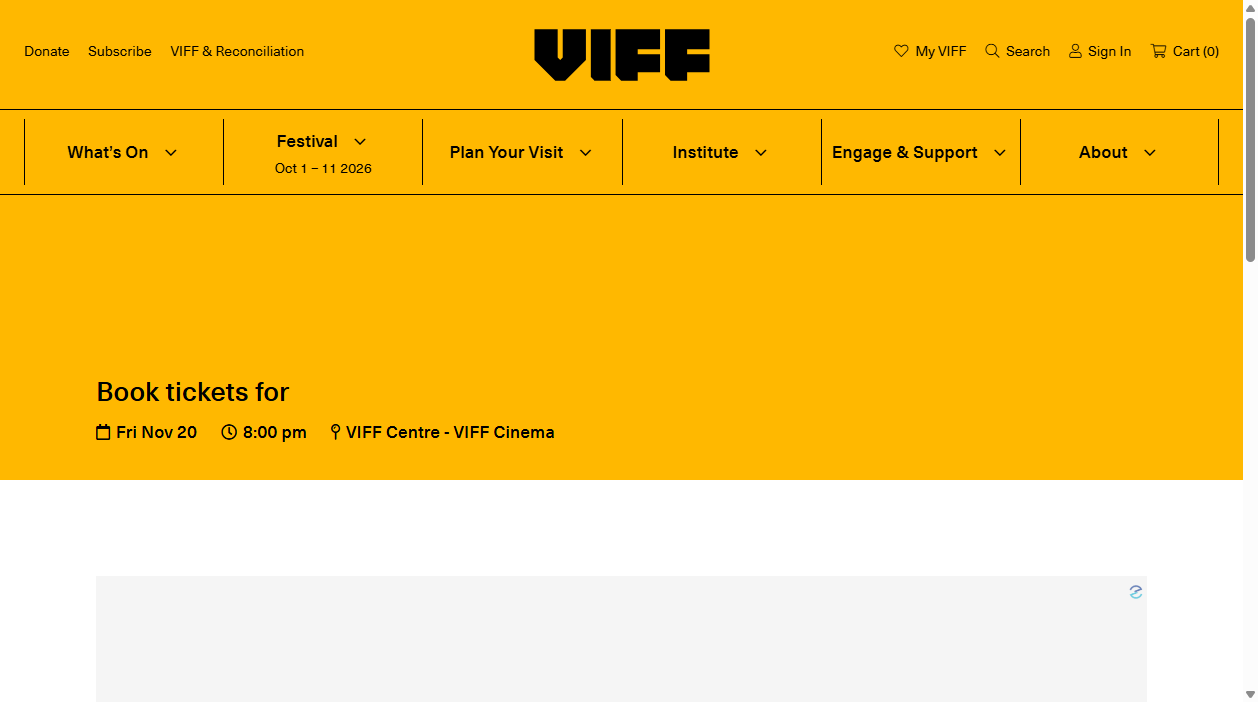 Donate Subscribe VIFF & Reconciliation
VIFF
My VIFF Search Sign In Cart (0)
What's On
Festival
Oct 1 – 11 2026
Plan Your Visit
Institute
Engage & Support
About
Book tickets for
Fri Nov 20 8:00 pm VIFF Centre - VIFF Cinema